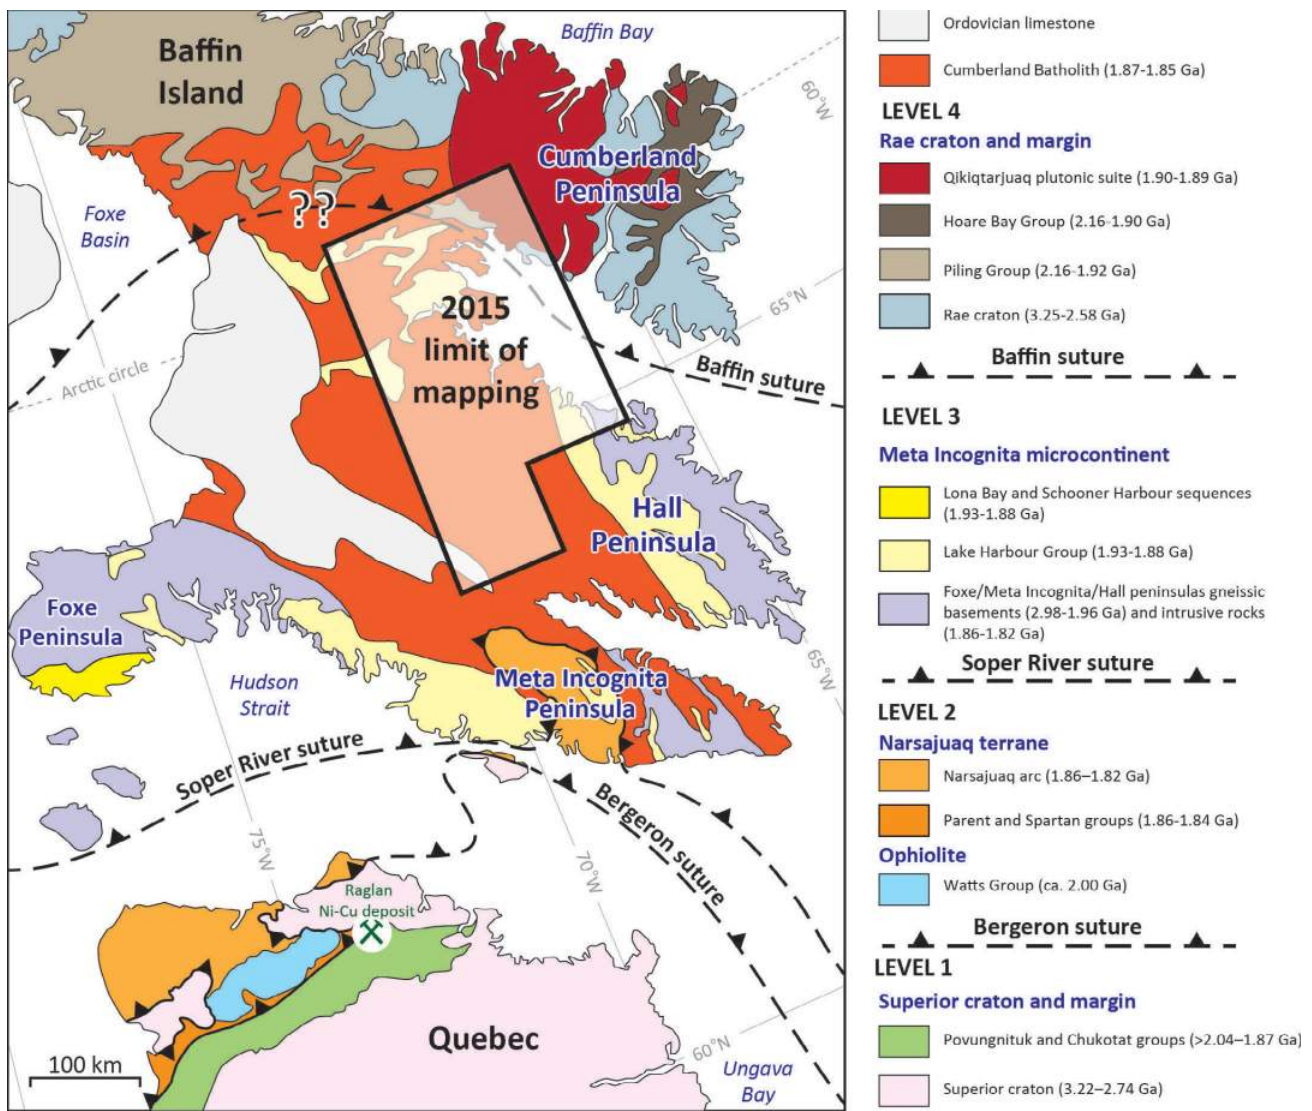 Baffin
Island
Baffin Bay
60°W
Cumberland
Peninsula
Foxe
Basin
??
65°N
2015
limit of
mapping
Arctic circle
Baffin suture
Hall
Peninsula
Foxe
Peninsula
65°W
Hudson
Strait
Meta Incognita
Peninsula
Soper River suture
Bergeron suture
75°W
70°W
Raglan
Ni-Cu deposit
Quebec
100 km
60°N
Ungava
Bay
Ordovician limestone
Cumberland Batholith (1.87-1.85 Ga)
LEVEL 4
Rae craton and margin
Qikiqtarjuaq plutonic suite (1.90-1.89 Ga)
Hoare Bay Group (2.16-1.90 Ga)
Piling Group (2.16-1.92 Ga)
Rae craton (3.25-2.58 Ga)
Baffin suture
LEVEL 3
Meta Incognita microcontinent
Lona Bay and Schooner Harbour sequences
(1.93-1.88 Ga)
Lake Harbour Group (1.93-1.88 Ga)
Foxe/Meta Incognita/Hall peninsulas gneissic
basements (2.98-1.96 Ga) and intrusive rocks
(1.86-1.82 Ga)
Soper River suture
LEVEL 2
Narsajuaq terrane
Narsajuaq arc (1.86–1.82 Ga)
Parent and Spartan groups (1.86-1.84 Ga)
Ophiolite
Watts Group (ca. 2.00 Ga)
Bergeron suture
LEVEL 1
Superior craton and margin
Povungnituk and Chukotat groups (>2.04–1.87 Ga)
Superior craton (3.22–2.74 Ga)